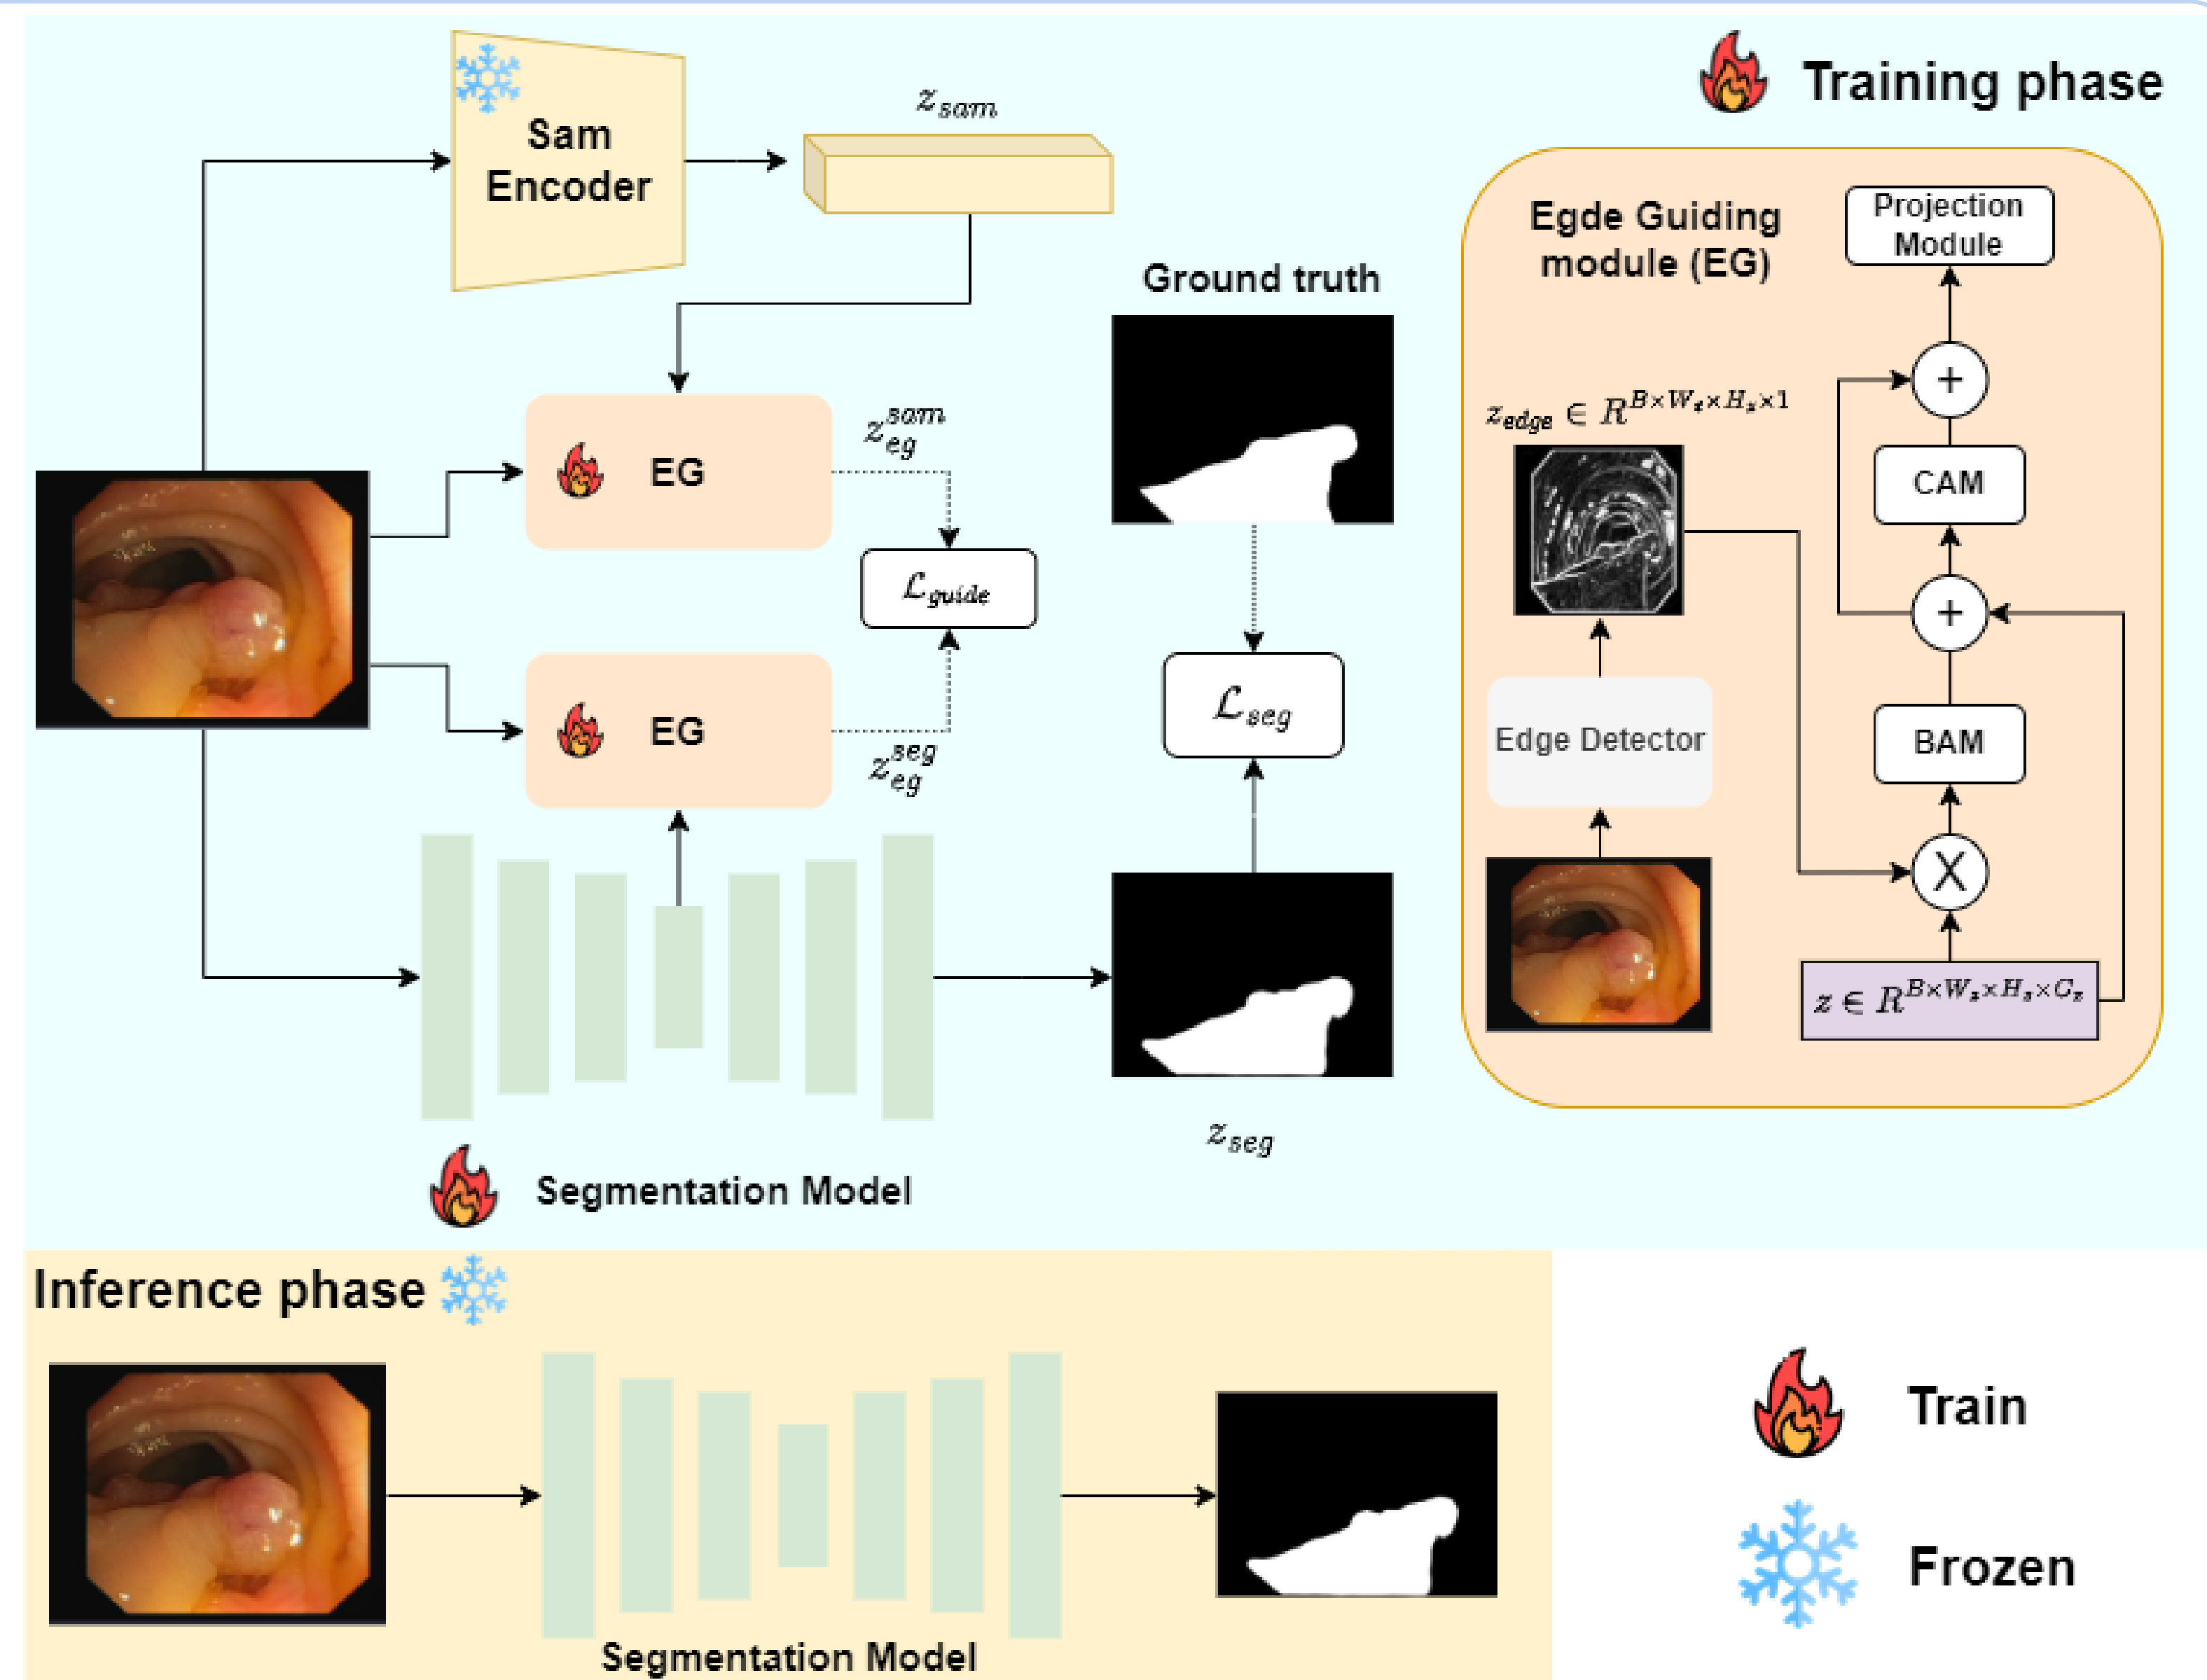 Training phase
Sam
Encoder
z_sam
Egde Guiding
module (EG)
Projection
Module
Ground truth
+
z_edge ∈ R^{B×W_z×H_z×1}
CAM
EG
z_eg^sam
ℒ_guide
+
ℒ_seg
EG
z_eg^seg
Edge Detector
BAM
X
z ∈ R^{B×W_z×H_z×C_z}
z_seg
Segmentation Model
Inference phase
Segmentation Model
Train
Frozen